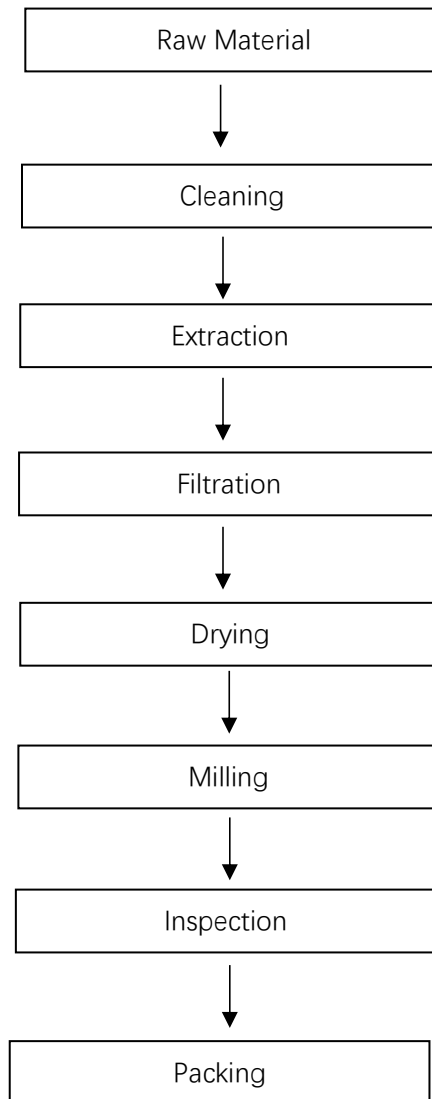 Raw Material
Cleaning
Extraction
Filtration
Drying
Milling
Inspection
Packing